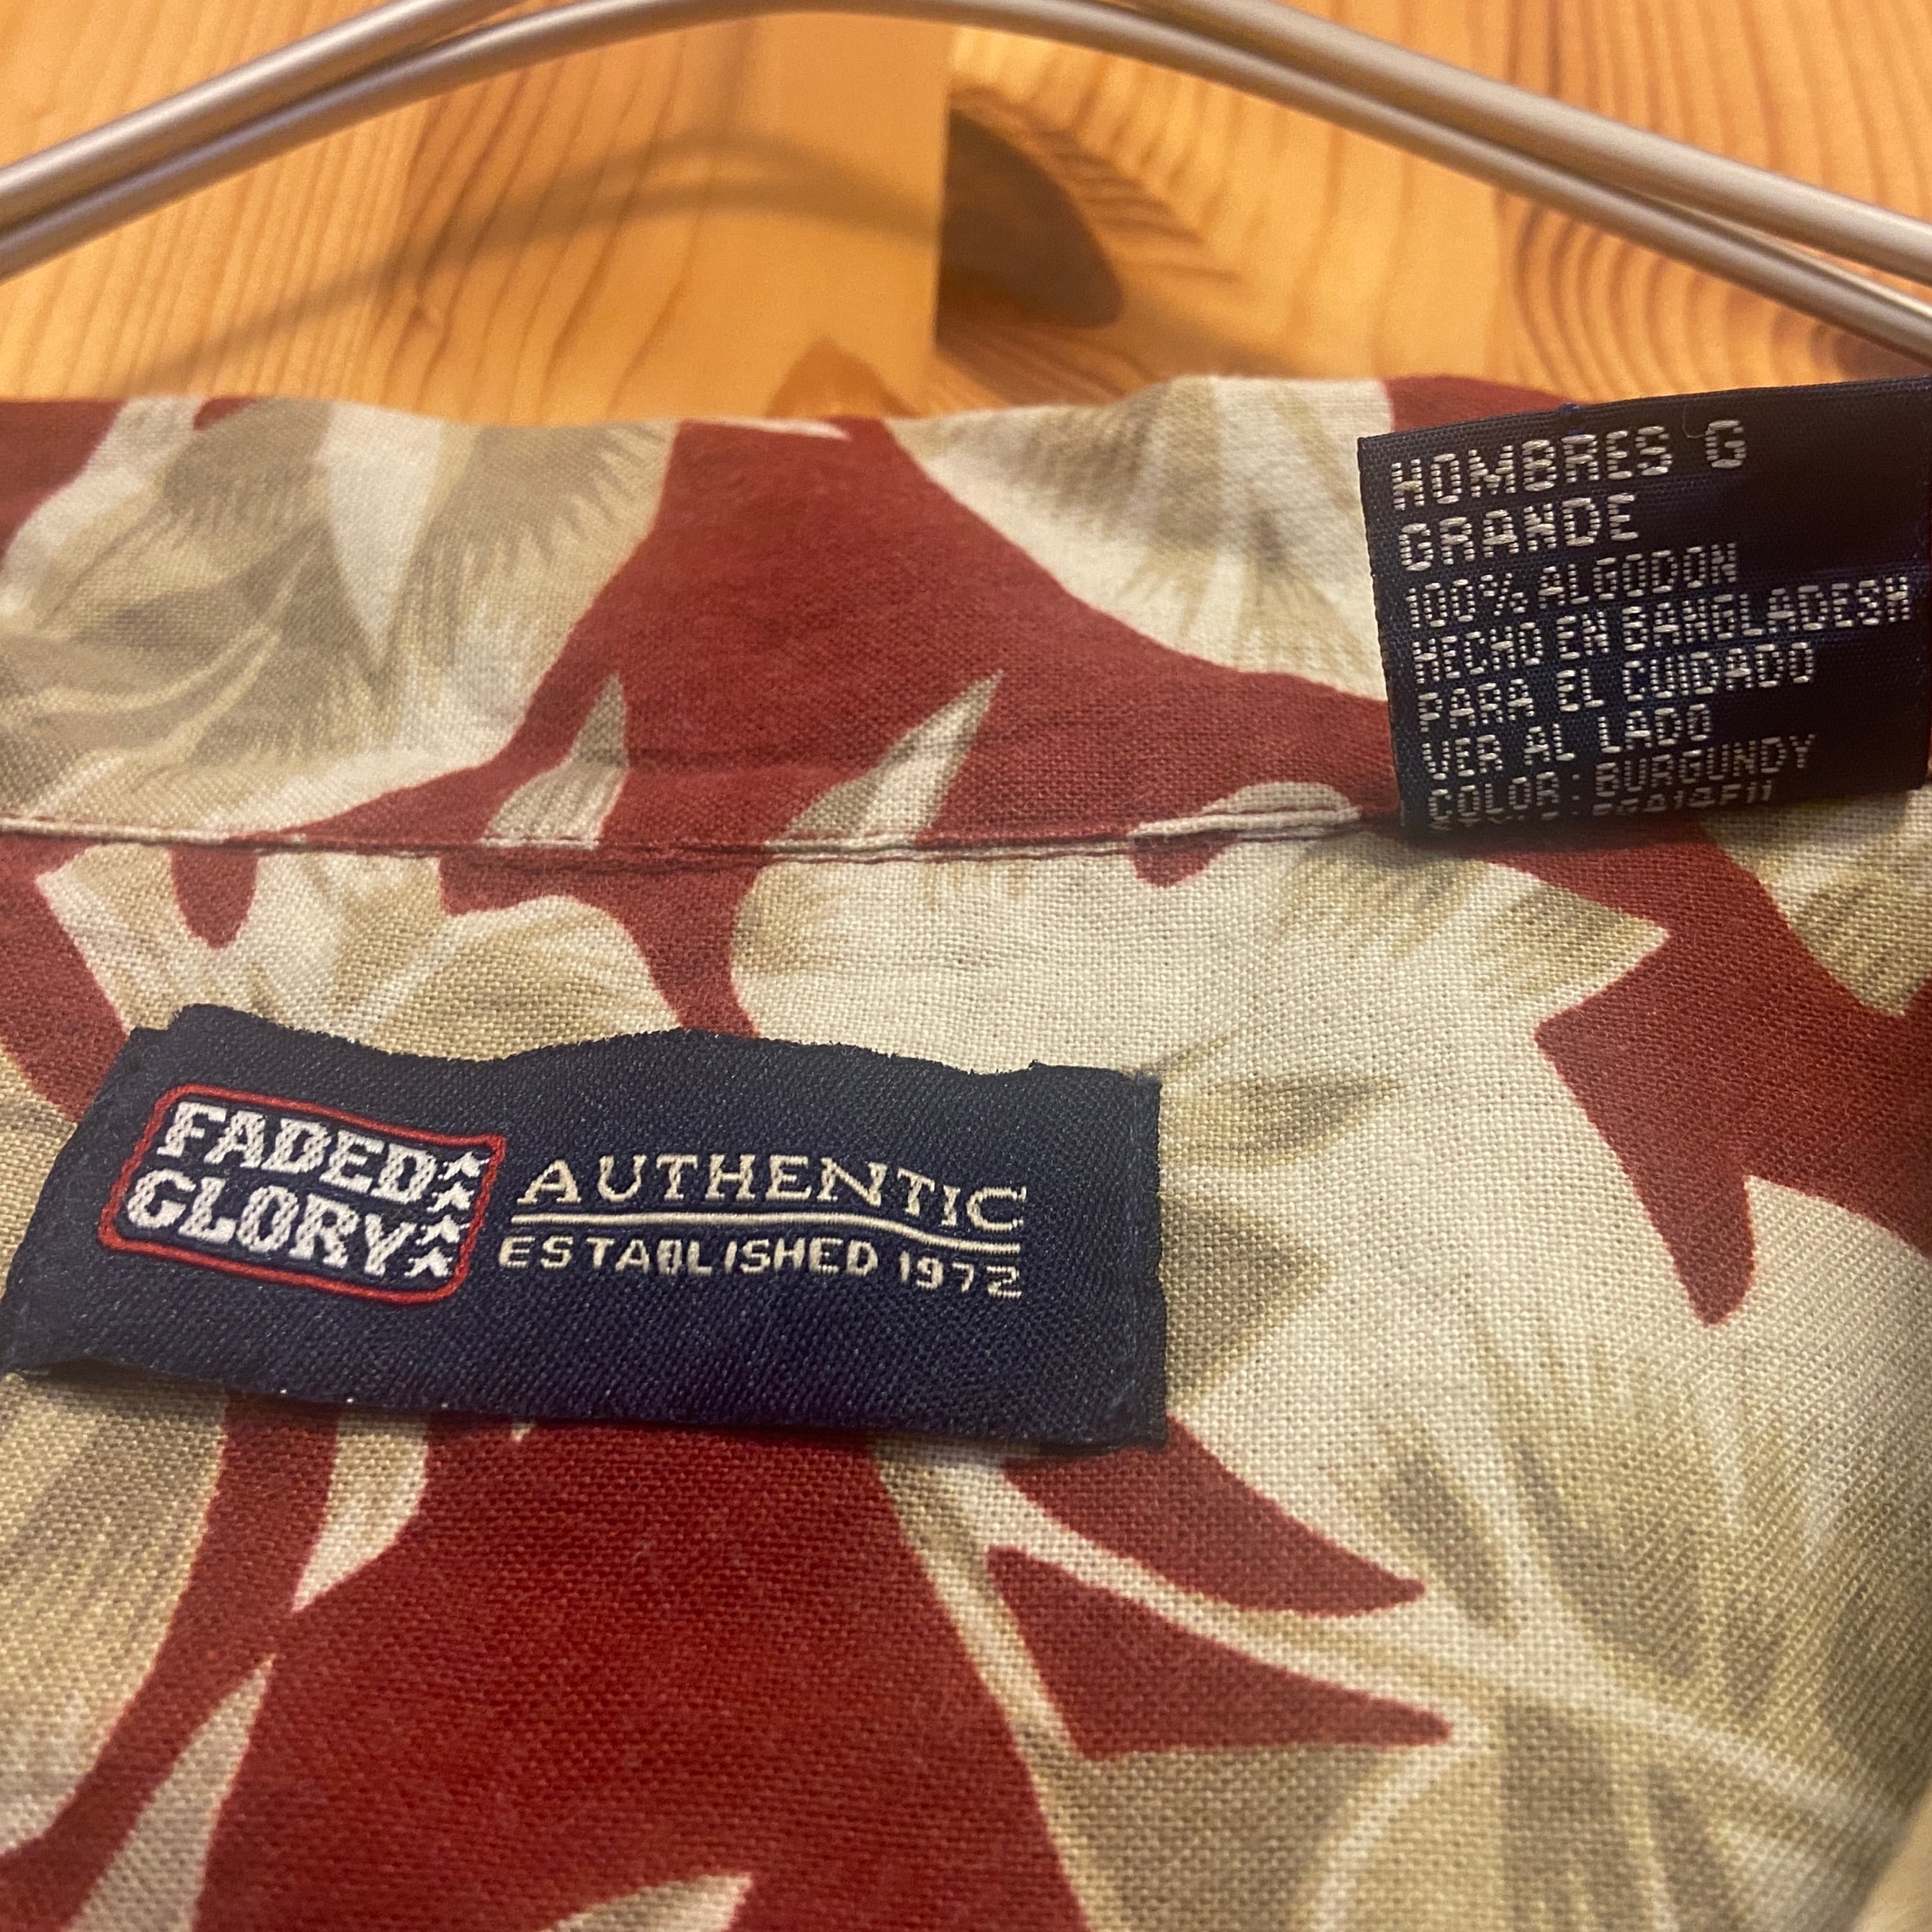 HOMBRES G
GRANDE
100% ALGODON
HECHO EN BANGLADESH
PARA EL CUIDADO
VER AL LADO
COLOR: BURGUNDY
FADED
GLORY
AUTHENTIC
ESTABLISHED 1972